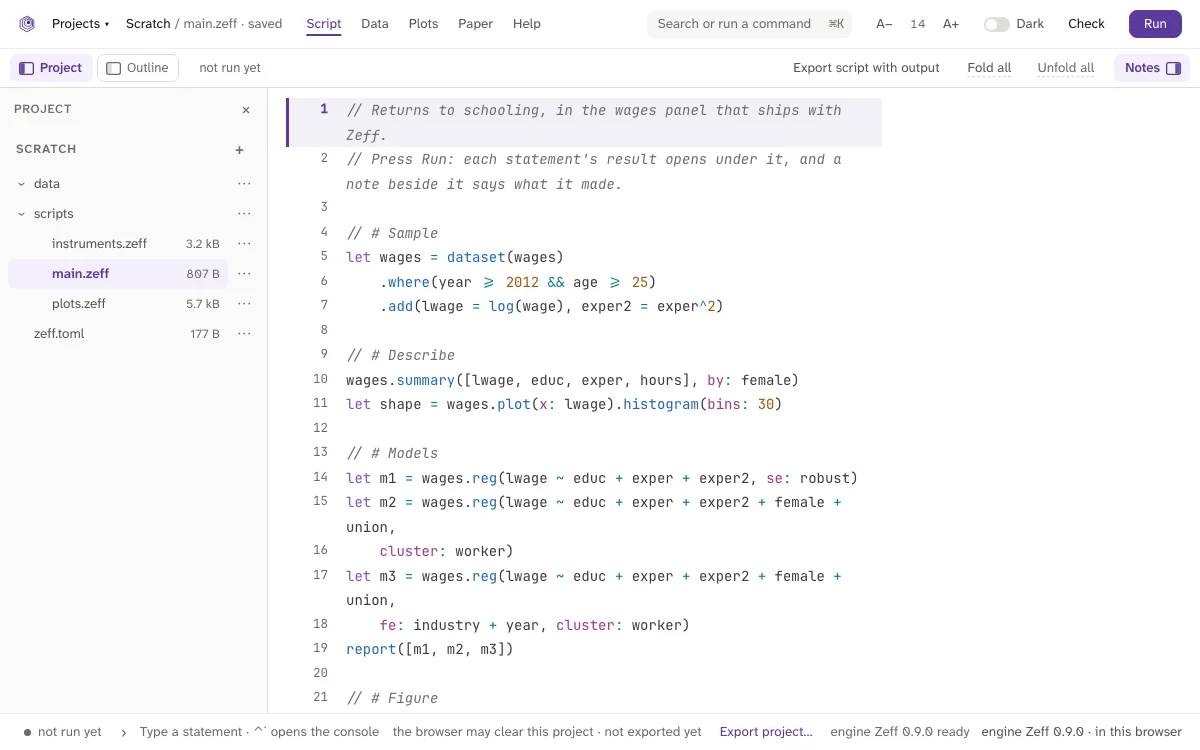 Projects ▾ Scratch / main.zeff · saved Script Data Plots Paper Help Search or run a command ⌘K A− 14 A+ Dark Check Run
Project Outline not run yet Export script with output Fold all Unfold all Notes
PROJECT ×
SCRATCH +
data ···
scripts ···
instruments.zeff 3.2 kB ···
main.zeff 807 B ···
plots.zeff 5.7 kB ···
zeff.toml 177 B ···
1 // Returns to schooling, in the wages panel that ships with
Zeff.
2 // Press Run: each statement's result opens under it, and a
note beside it says what it made.
3
4 // # Sample
5 let wages = dataset(wages)
6 .where(year ⩾ 2012 && age ⩾ 25)
7 .add(lwage = log(wage), exper2 = exper^2)
8
9 // # Describe
10 wages.summary([lwage, educ, exper, hours], by: female)
11 let shape = wages.plot(x: lwage).histogram(bins: 30)
12
13 // # Models
14 let m1 = wages.reg(lwage ~ educ + exper + exper2, se: robust)
15 let m2 = wages.reg(lwage ~ educ + exper + exper2 + female +
union,
16 cluster: worker)
17 let m3 = wages.reg(lwage ~ educ + exper + exper2 + female +
union,
18 fe: industry + year, cluster: worker)
19 report([m1, m2, m3])
20
21 // # Figure
● not run yet › Type a statement · ^` opens the console the browser may clear this project · not exported yet Export project... engine Zeff 0.9.0 ready engine Zeff 0.9.0 · in this browser